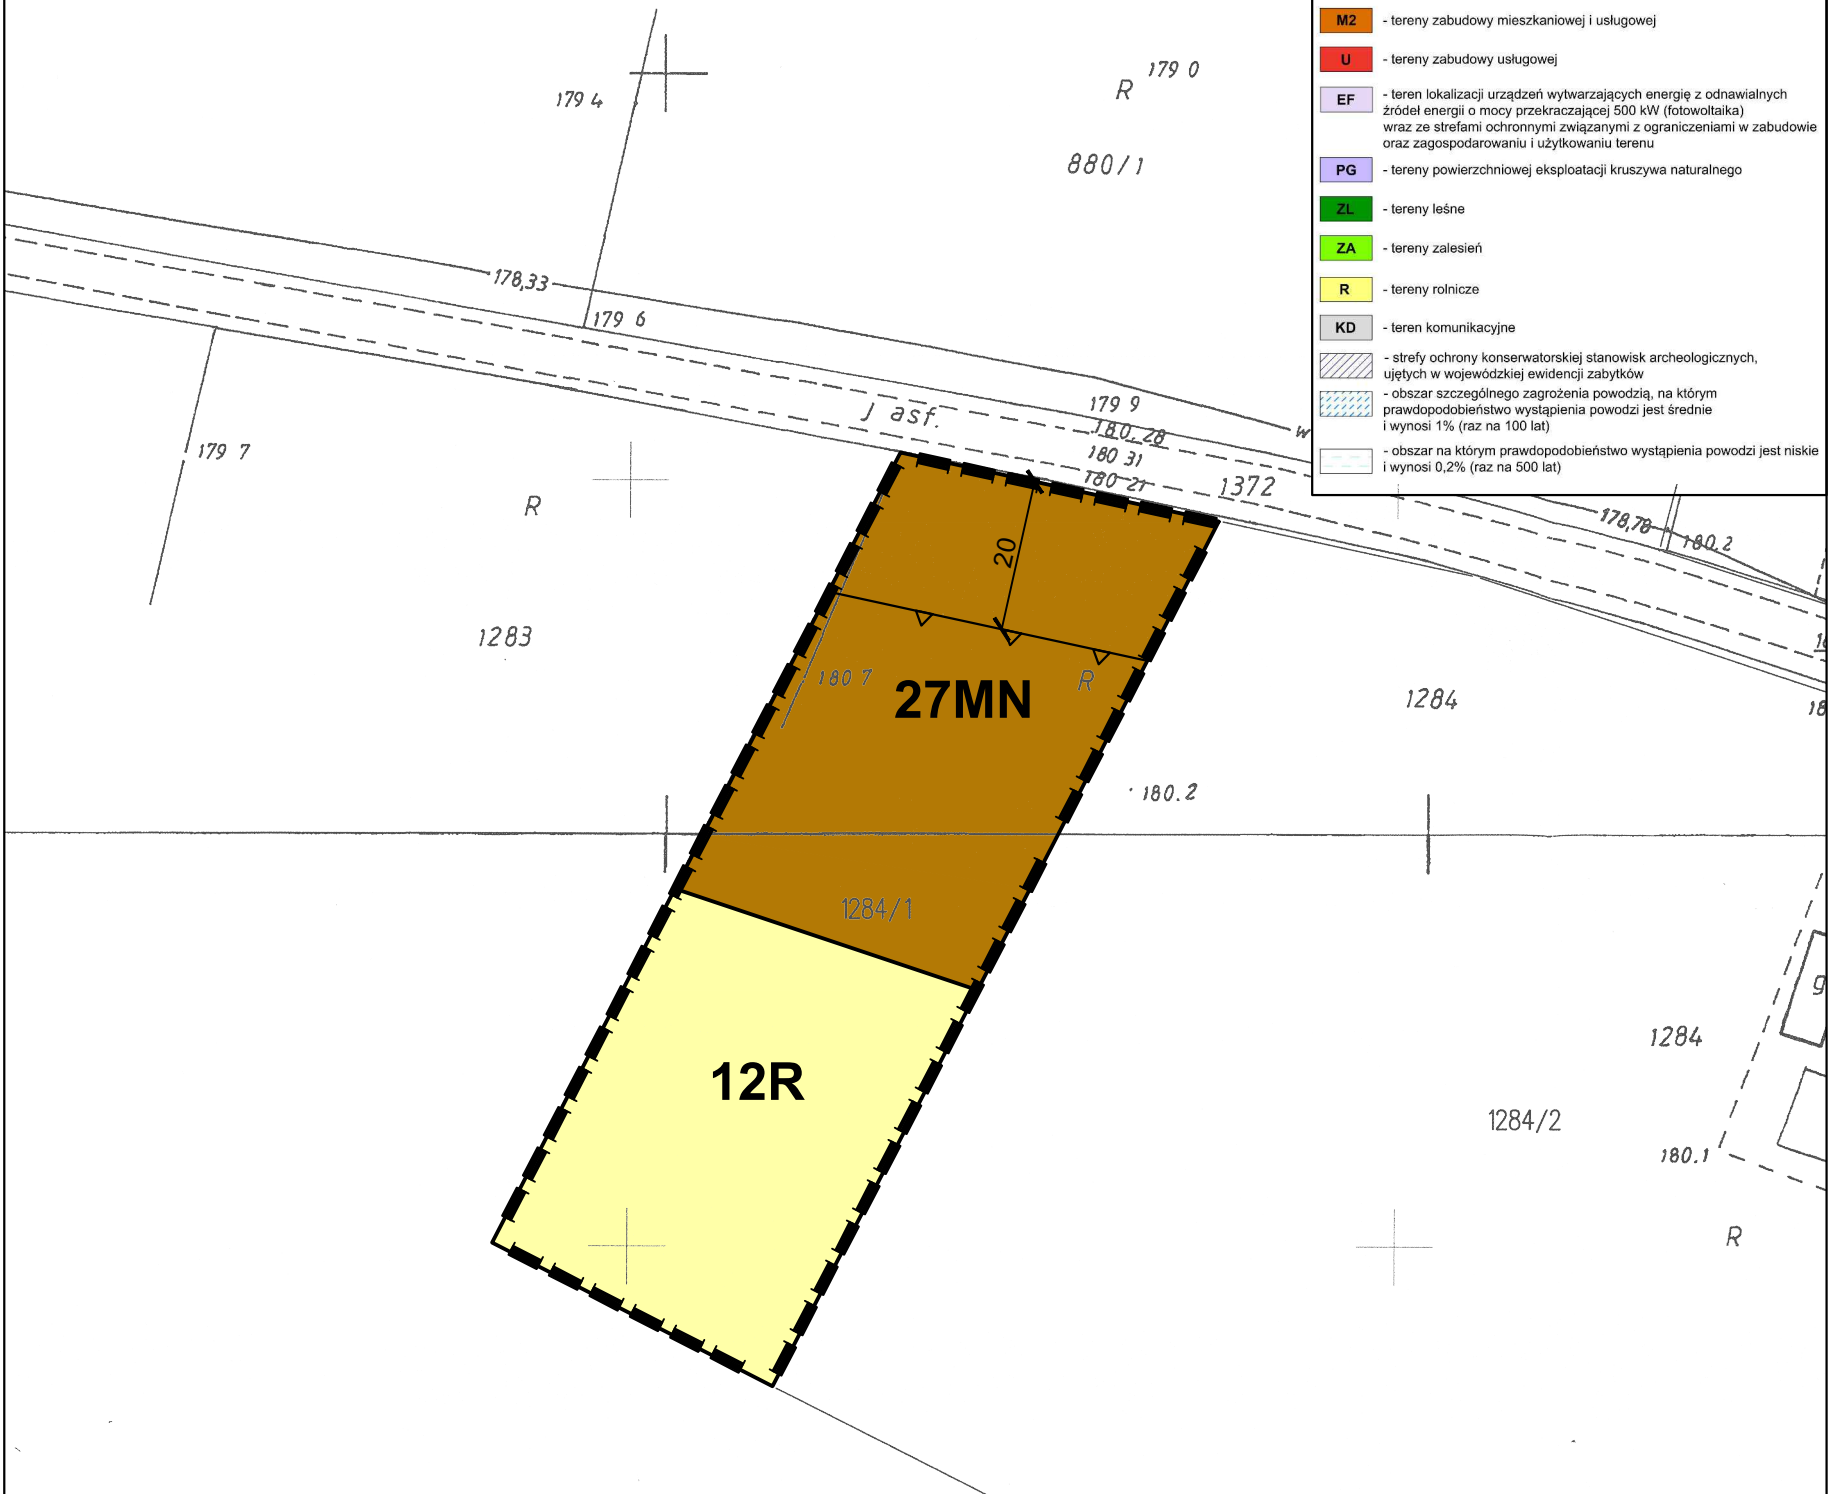 M2 - tereny zabudowy mieszkaniowej i usługowej
U - tereny zabudowy usługowej
EF - teren lokalizacji urządzeń wytwarzających energię z odnawialnych
źródeł energii o mocy przekraczającej 500 kW (fotowoltaika)
wraz ze strefami ochronnymi związanymi z ograniczeniami w zabudowie
oraz zagospodarowaniu i użytkowaniu terenu
PG - tereny powierzchniowej eksploatacji kruszywa naturalnego
ZL - tereny leśne
ZA - tereny zalesień
R - tereny rolnicze
KD - teren komunikacyjne
- strefy ochrony konserwatorskiej stanowisk archeologicznych,
ujętych w wojewódzkiej ewidencji zabytków
- obszar szczególnego zagrożenia powodzią, na którym
prawdopodobieństwo wystąpienia powodzi jest średnie
i wynosi 1% (raz na 100 lat)
- obszar na którym prawdopodobieństwo wystąpienia powodzi jest niskie
i wynosi 0,2% (raz na 500 lat)
179 4
R
179 0
880/1
178,33
179 6
179 7
J asf.
179 9
180,28
180 31
180 21
w
1372
178,78
180.2
R
20
1283
180 7
27MN
R
1284
180.2
1284/1
g
1284
12R
1284/2
180.1
R